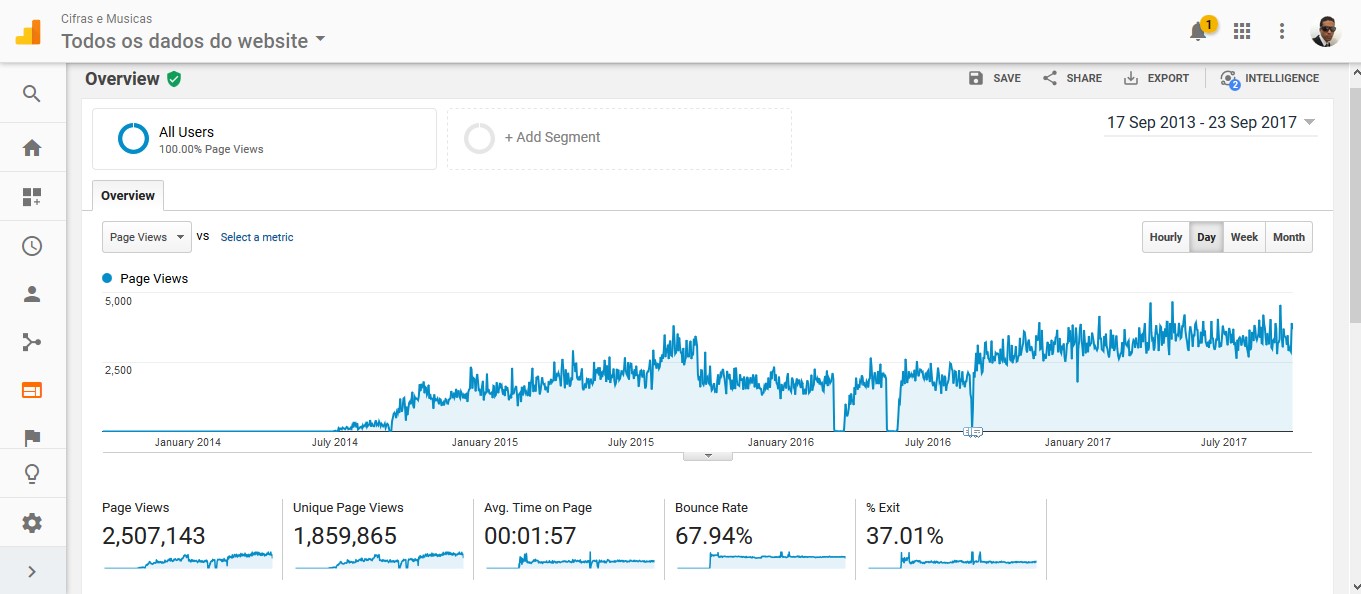 Cifras e Musicas
Todos os dados do website
1
Overview
SAVE SHARE EXPORT INTELLIGENCE
2
All Users
100.00% Page Views
+ Add Segment
17 Sep 2013 - 23 Sep 2017
Overview
Page Views VS Select a metric
Hourly Day Week Month
Page Views
5,000
2,500
January 2014 July 2014 January 2015 July 2015 January 2016 July 2016 January 2017 July 2017
Page Views Unique Page Views Avg. Time on Page Bounce Rate % Exit
2,507,143 1,859,865 00:01:57 67.94% 37.01%